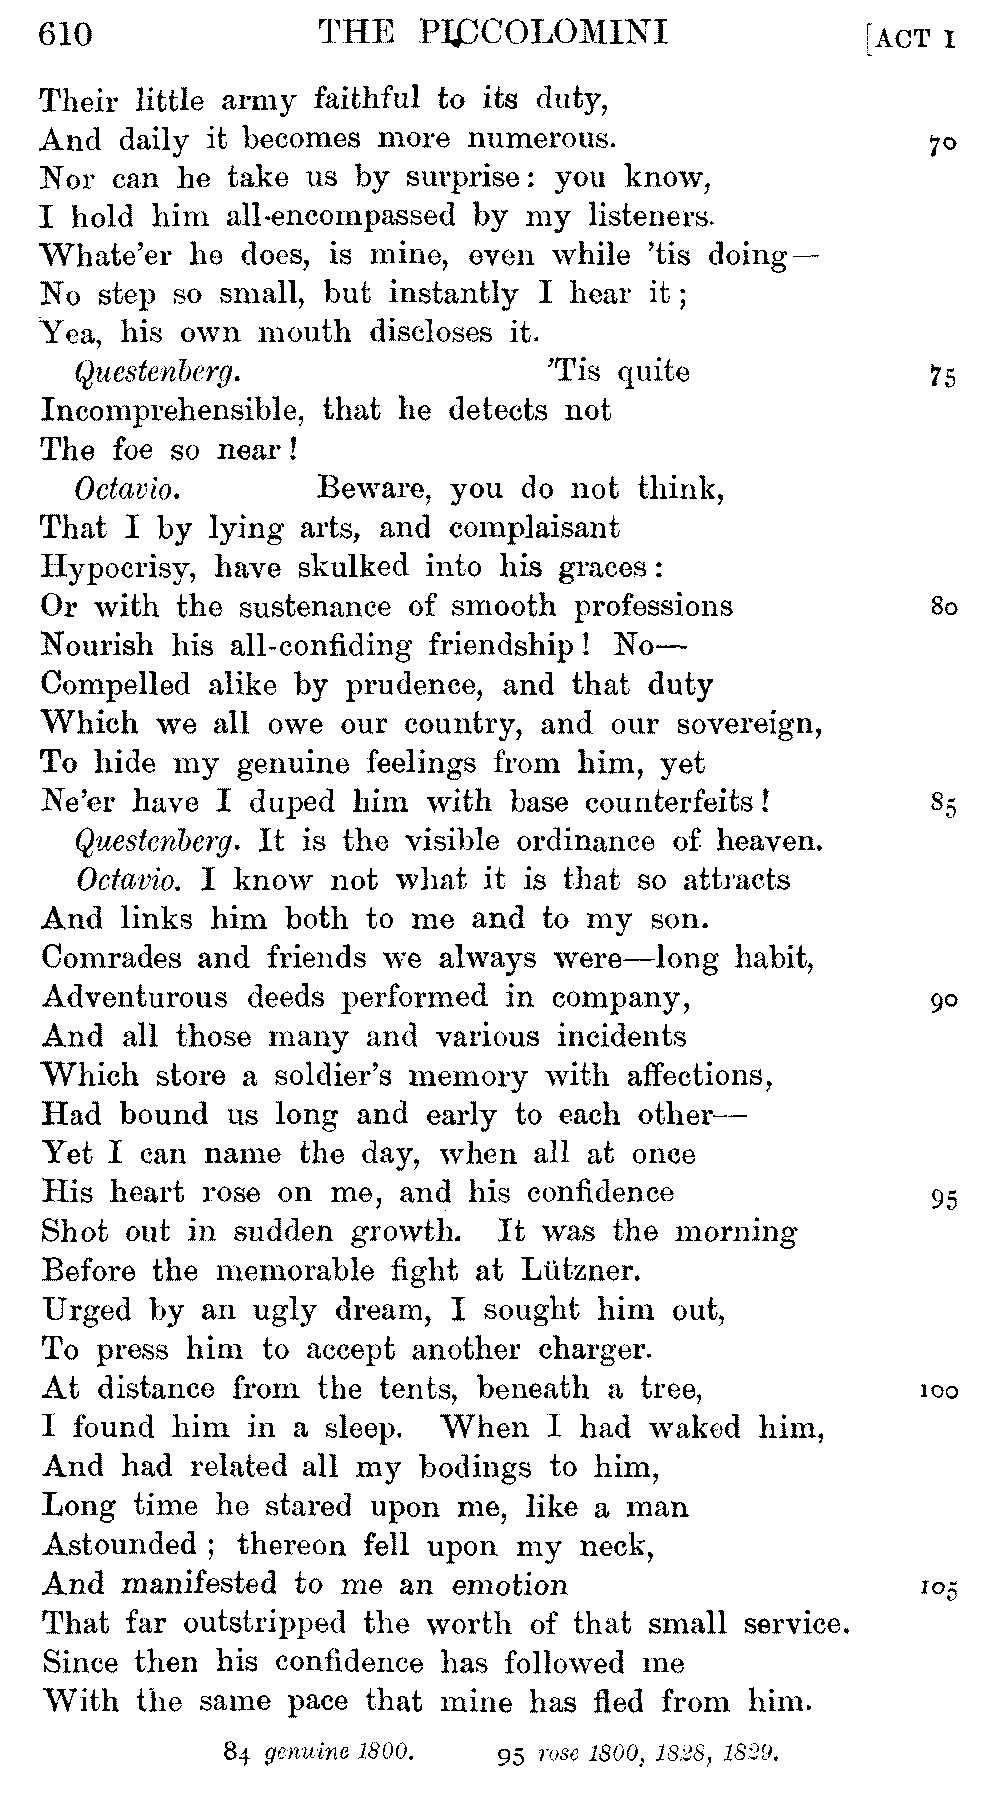 610 THE PICCOLOMINI [ACT I
Their little army faithful to its duty,
And daily it becomes more numerous. 70
Nor can he take us by surprise: you know,
I hold him all-encompassed by my listeners.
Whate'er he does, is mine, even while 'tis doing—
No step so small, but instantly I hear it;
Yea, his own mouth discloses it.
Questenberg. 'Tis quite 75
Incomprehensible, that he detects not
The foe so near!
Octavio. Beware, you do not think,
That I by lying arts, and complaisant
Hypocrisy, have skulked into his graces:
Or with the sustenance of smooth professions 80
Nourish his all-confiding friendship! No—
Compelled alike by prudence, and that duty
Which we all owe our country, and our sovereign,
To hide my genuine feelings from him, yet
Ne'er have I duped him with base counterfeits! 85
Questenberg. It is the visible ordinance of heaven.
Octavio. I know not what it is that so attracts
And links him both to me and to my son.
Comrades and friends we always were—long habit,
Adventurous deeds performed in company, 90
And all those many and various incidents
Which store a soldier's memory with affections,
Had bound us long and early to each other—
Yet I can name the day, when all at once
His heart rose on me, and his confidence 95
Shot out in sudden growth. It was the morning
Before the memorable fight at Lützner.
Urged by an ugly dream, I sought him out,
To press him to accept another charger.
At distance from the tents, beneath a tree, 100
I found him in a sleep. When I had waked him,
And had related all my bodings to him,
Long time he stared upon me, like a man
Astounded; thereon fell upon my neck,
And manifested to me an emotion 105
That far outstripped the worth of that small service.
Since then his confidence has followed me
With the same pace that mine has fled from him.
84 genuine 1800. 95 rose 1800, 1828, 1829.